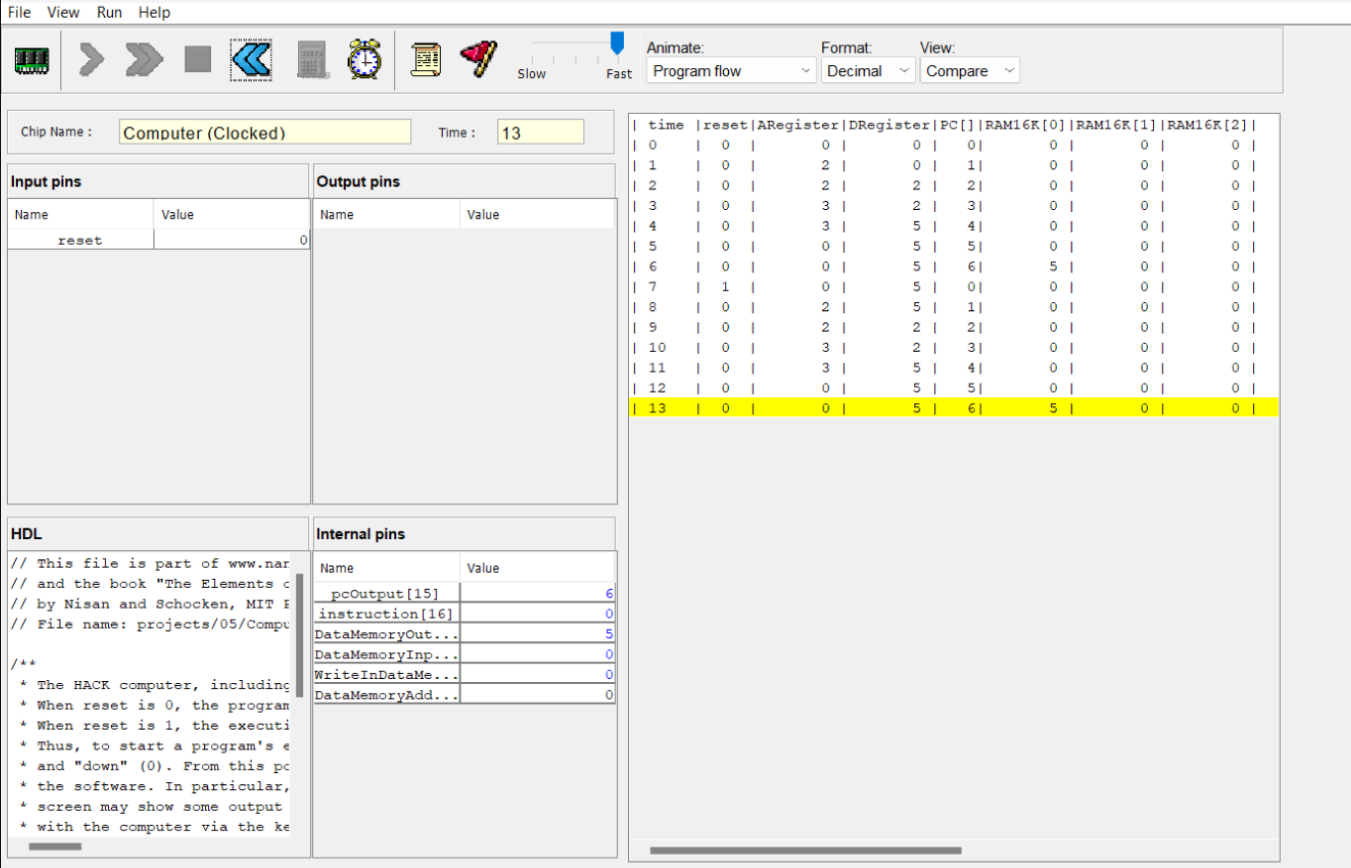 File View Run Help
Animate: Format: View:
Slow Fast Program flow Decimal Compare
Chip Name : Computer (Clocked) Time : 13
Input pins
Name Value
reset 0
Output pins
Name Value
HDL
// This file is part of www.nan
// and the book "The Elements o
// by Nisan and Schocken, MIT P
// File name: projects/05/Compu
/**
* The HACK computer, including
* When reset is 0, the program
* When reset is 1, the executi
* Thus, to start a program's e
* and "down" (0). From this po
* the software. In particular,
* screen may show some output
* with the computer via the ke
Internal pins
Name Value
pcOutput[15] 6
instruction[16] 0
DataMemoryOut... 5
DataMemoryInp... 0
WriteInDataMe... 0
DataMemoryAdd... 0
| time |reset|ARegister|DRegister|PC[]|RAM16K[0]|RAM16K[1]|RAM16K[2]|
| 0 | 0 | 0 | 0 | 0| 0 | 0 | 0 |
| 1 | 0 | 2 | 0 | 1| 0 | 0 | 0 |
| 2 | 0 | 2 | 2 | 2| 0 | 0 | 0 |
| 3 | 0 | 3 | 2 | 3| 0 | 0 | 0 |
| 4 | 0 | 3 | 5 | 4| 0 | 0 | 0 |
| 5 | 0 | 0 | 5 | 5| 0 | 0 | 0 |
| 6 | 0 | 0 | 5 | 6| 5 | 0 | 0 |
| 7 | 1 | 0 | 5 | 0| 0 | 0 | 0 |
| 8 | 0 | 2 | 5 | 1| 0 | 0 | 0 |
| 9 | 0 | 2 | 2 | 2| 0 | 0 | 0 |
| 10 | 0 | 3 | 2 | 3| 0 | 0 | 0 |
| 11 | 0 | 3 | 5 | 4| 0 | 0 | 0 |
| 12 | 0 | 0 | 5 | 5| 0 | 0 | 0 |
| 13 | 0 | 0 | 5 | 6| 5 | 0 | 0 |